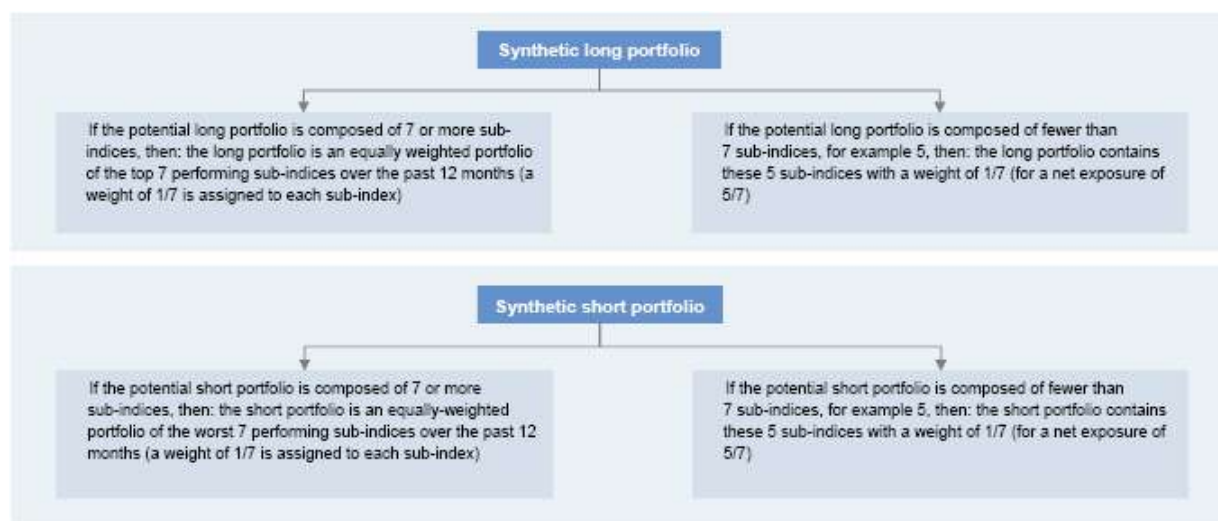 Synthetic long portfolio
If the potential long portfolio is composed of 7 or more sub-
indices, then: the long portfolio is an equally weighted portfolio
of the top 7 performing sub-indices over the past 12 months (a
weight of 1/7 is assigned to each sub-index)
If the potential long portfolio is composed of fewer than
7 sub-indices, for example 5, then: the long portfolio contains
these 5 sub-indices with a weight of 1/7 (for a net exposure of
5/7)
Synthetic short portfolio
If the potential short portfolio is composed of 7 or more
sub-indices, then: the short portfolio is an equally-weighted
portfolio of the worst 7 performing sub-indices over the past 12
months (a weight of 1/7 is assigned to each sub-index)
If the potential short portfolio is composed of fewer than
7 sub-indices, for example 5, then: the short portfolio contains
these 5 sub-indices with a weight of 1/7 (for a net exposure of
5/7)